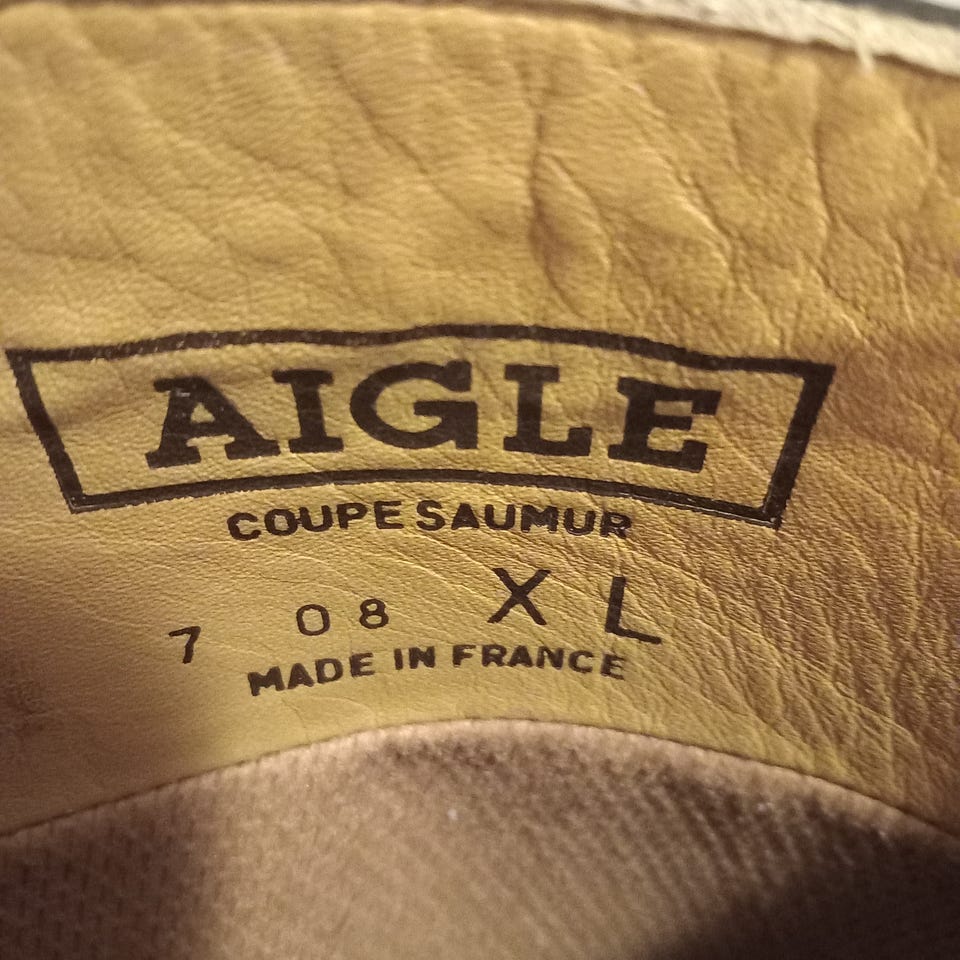 AIGLE
COUPE SAUMUR
7 08 XL
MADE IN FRANCE